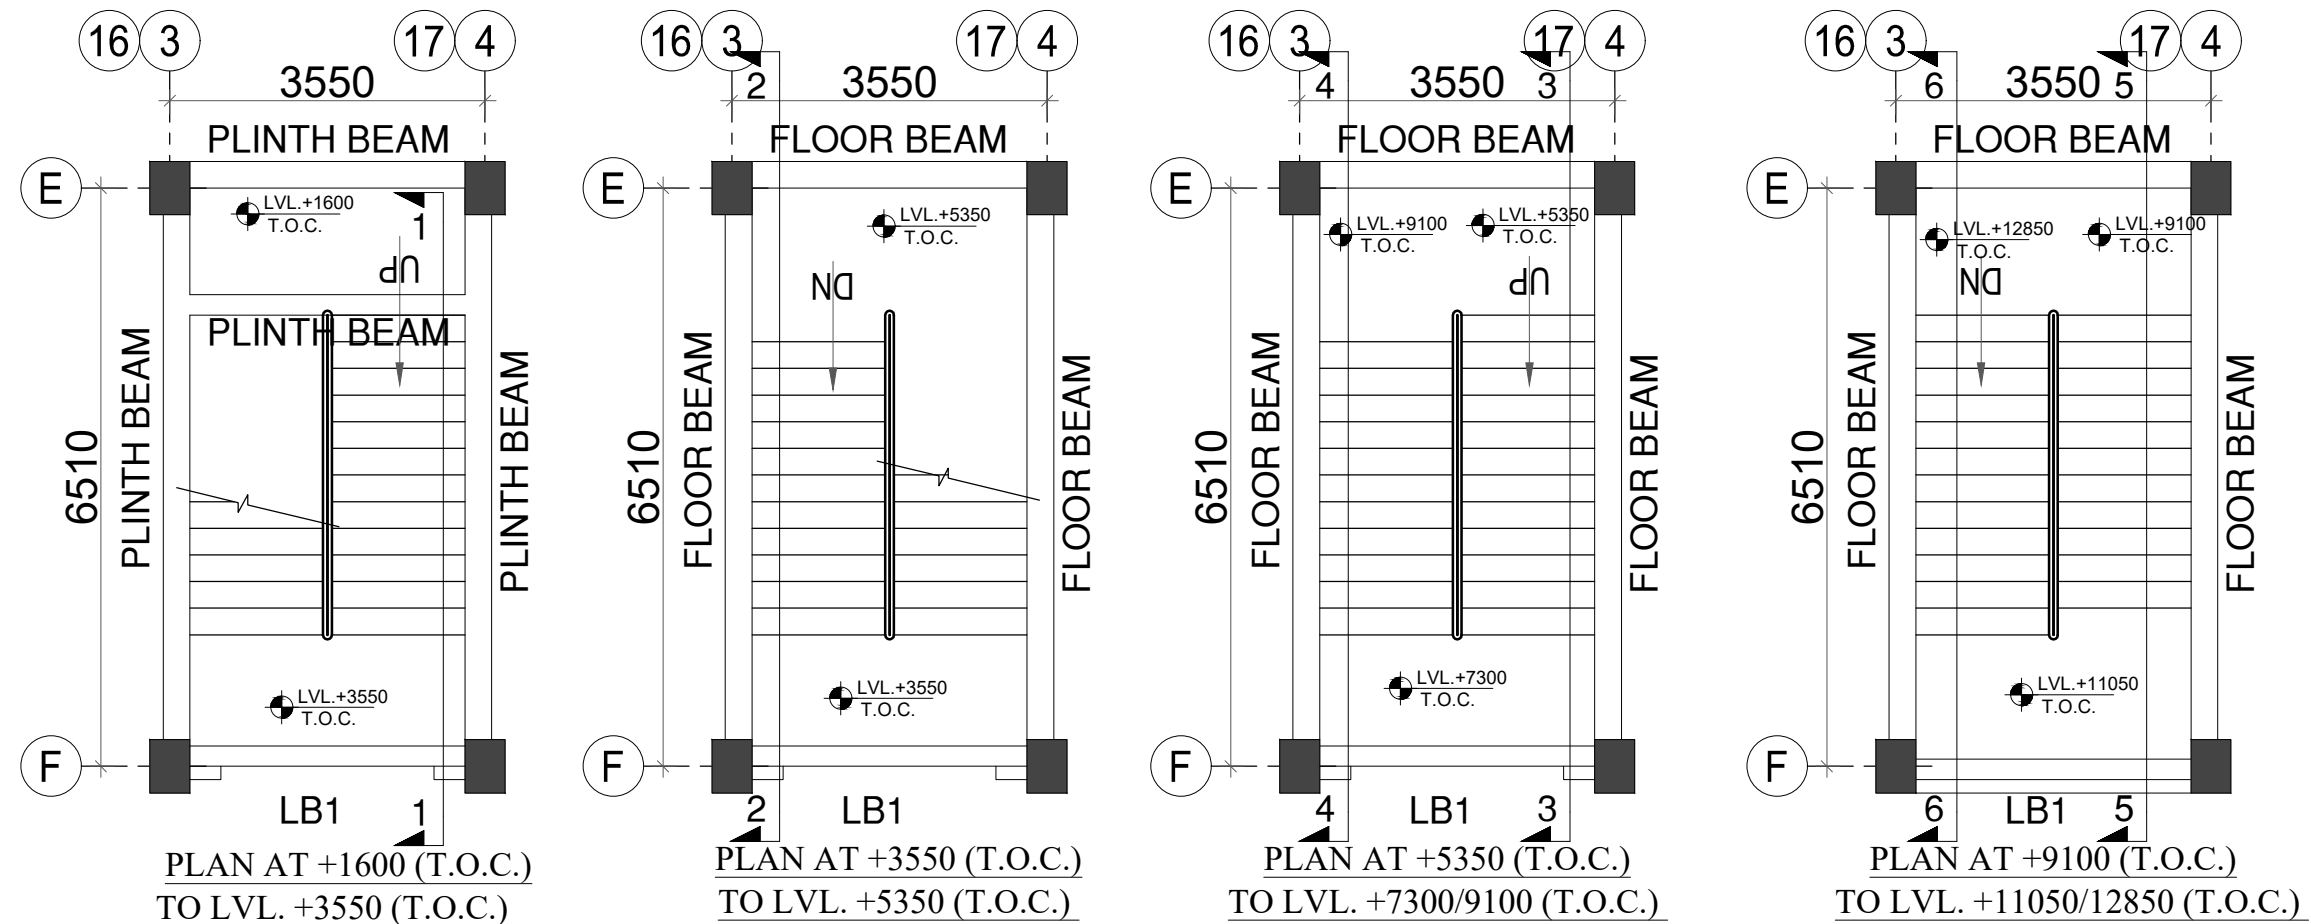 16 3 17 4
3550
PLINTH BEAM
E
LVL.+1600
T.O.C.
1
UP
PLINTH BEAM
PLINTH BEAM
PLINTH BEAM
6510
LVL.+3550
T.O.C.
F
LB1
1
PLAN AT +1600 (T.O.C.)
TO LVL. +3550 (T.O.C.)
16 3 17 4
2
3550
FLOOR BEAM
E
LVL.+5350
T.O.C.
DN
FLOOR BEAM
FLOOR BEAM
6510
LVL.+3550
T.O.C.
F
2
LB1
PLAN AT +3550 (T.O.C.)
TO LVL. +5350 (T.O.C.)
16 3 17 4
4 3550 3
FLOOR BEAM
E
LVL.+9100
T.O.C.
LVL.+5350
T.O.C.
UP
FLOOR BEAM
FLOOR BEAM
6510
LVL.+7300
T.O.C.
F
4 LB1 3
PLAN AT +5350 (T.O.C.)
TO LVL. +7300/9100 (T.O.C.)
16 3 17 4
6 3550 5
FLOOR BEAM
E
LVL.+12850
T.O.C.
LVL.+9100
T.O.C.
DN
FLOOR BEAM
FLOOR BEAM
6510
LVL.+11050
T.O.C.
F
6 LB1 5
PLAN AT +9100 (T.O.C.)
TO LVL. +11050/12850 (T.O.C.)